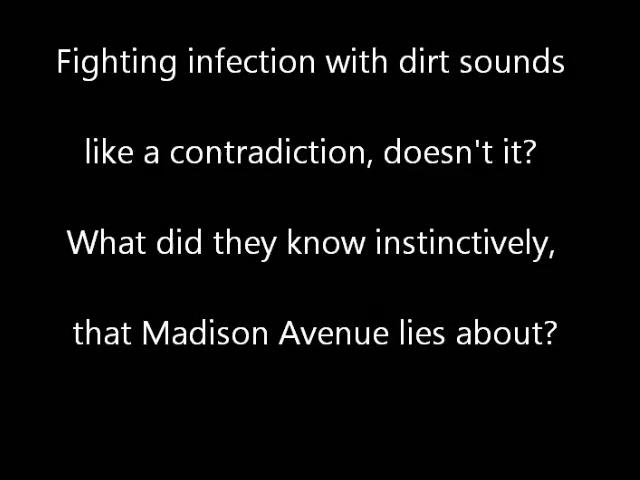 Fighting infection with dirt sounds
like a contradiction, doesn't it?
What did they know instinctively,
that Madison Avenue lies about?